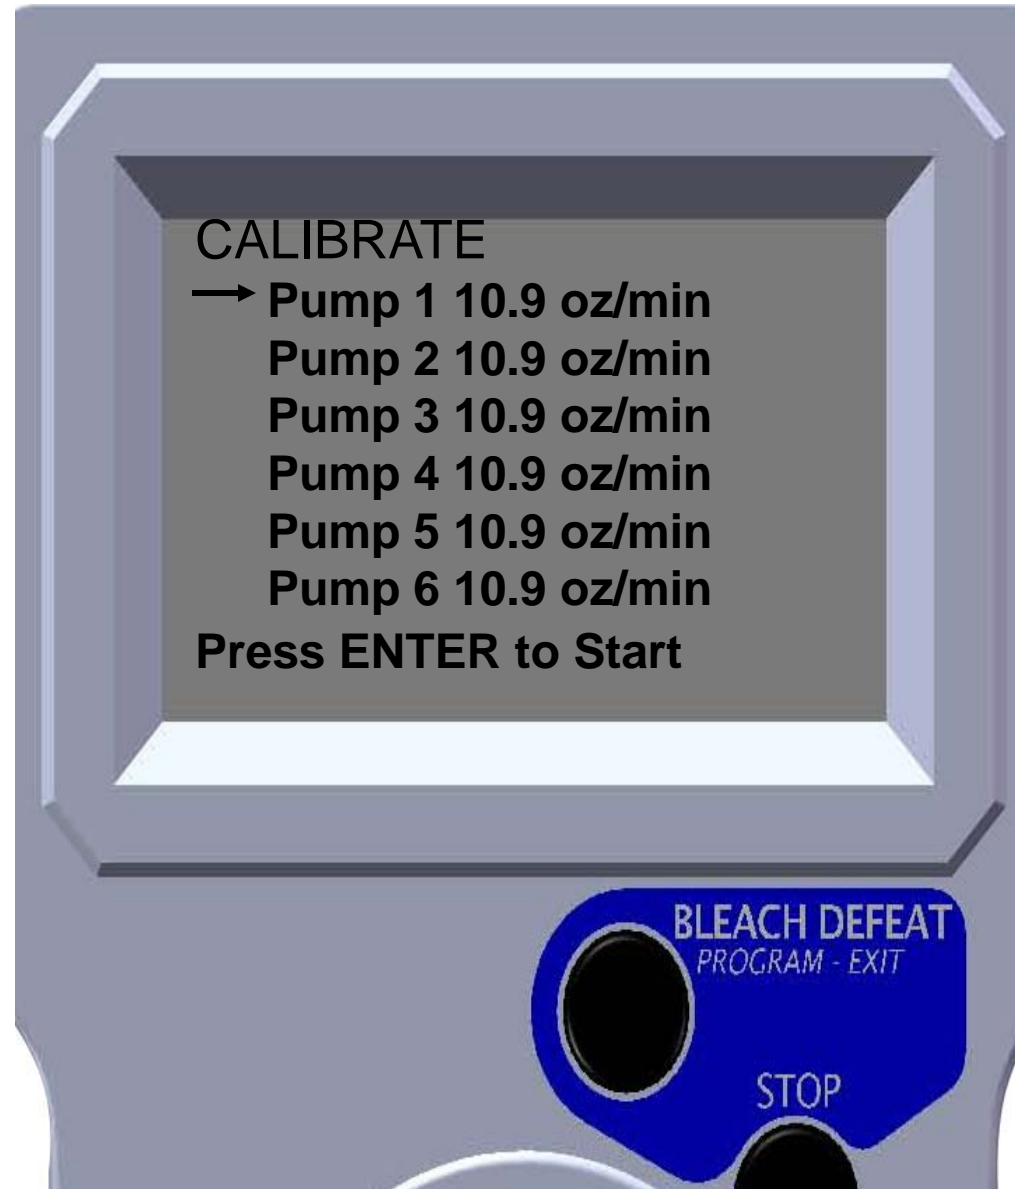 CALIBRATE
Pump 1 10.9 oz/min
Pump 2 10.9 oz/min
Pump 3 10.9 oz/min
Pump 4 10.9 oz/min
Pump 5 10.9 oz/min
Pump 6 10.9 oz/min
Press ENTER to Start
BLEACH DEFEAT
PROGRAM - EXIT
STOP